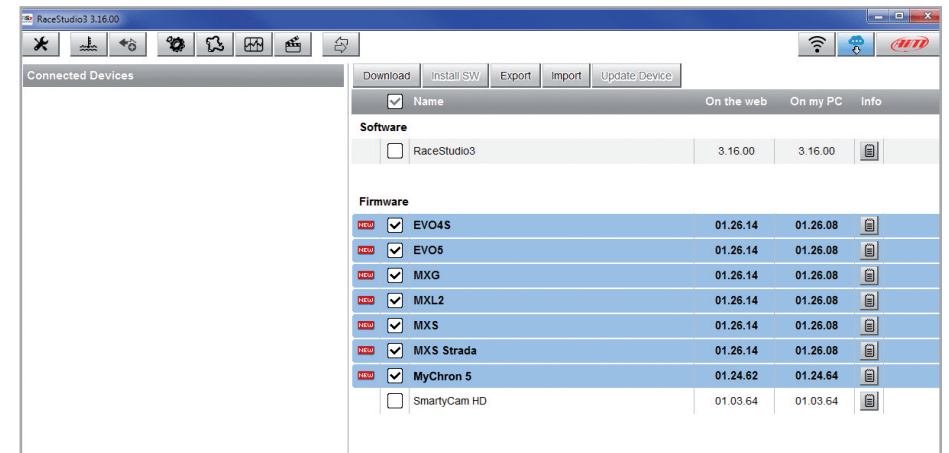 RaceStudio3 3.16.00
AiM
Connected Devices
Download Install SW Export Import Update Device
Name On the web On my PC Info
Software
RaceStudio3 3.16.00 3.16.00
Firmware
NEW EVO4S 01.26.14 01.26.08
NEW EVO5 01.26.14 01.26.08
NEW MXG 01.26.14 01.26.08
NEW MXL2 01.26.14 01.26.08
NEW MXS 01.26.14 01.26.08
NEW MXS Strada 01.26.14 01.26.08
NEW MyChron 5 01.24.62 01.24.64
SmartyCam HD 01.03.64 01.03.64